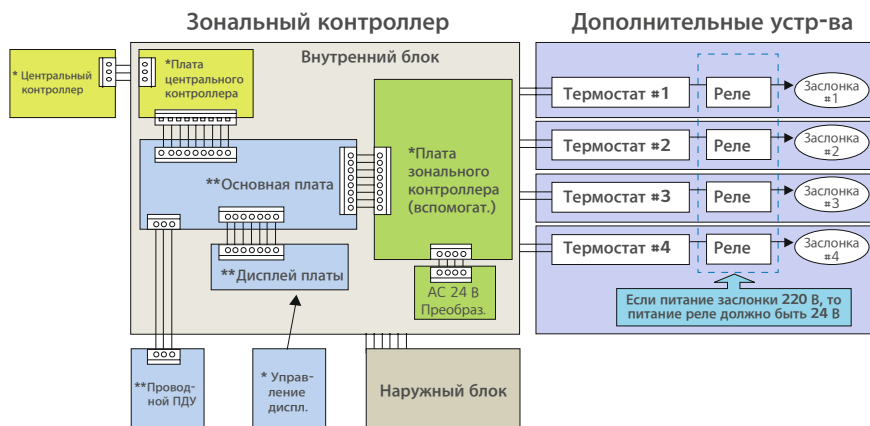 Зональный контроллер
Дополнительные устр-ва
Внутренний блок
* Центральный
контроллер
*Плата
центрального
контроллера
**Основная плата
**Дисплей платы
*Плата
зонального
контроллера
(вспомогат.)
АС 24 В
Преобраз.
Термостат #1
Реле
Заслонка
#1
Термостат #2
Реле
Заслонка
#2
Термостат #3
Реле
Заслонка
#3
Термостат #4
Реле
Заслонка
#4
Если питание заслонки 220 В, то
питание реле должно быть 24 В
**Провод-
ной ПДУ
* Управ-
ление
диспл.
Наружный блок